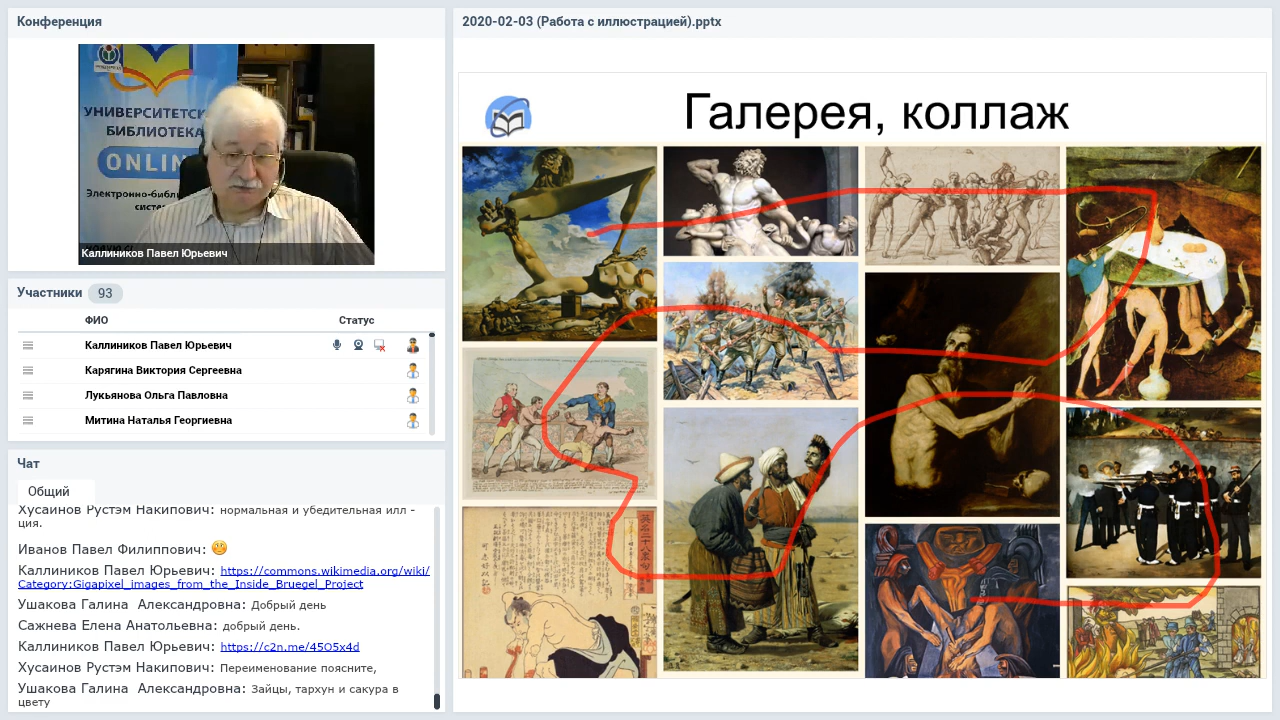 Конференция
УНИВЕРСИТЕТСК
БИБЛИОТЕКА
ONLIN
Электронно-библи
систем
Каллиников Павел Юрьевич
Участники 93
ФИО Статус
Каллиников Павел Юрьевич
Карягина Виктория Сергеевна
Лукьянова Ольга Павловна
Митина Наталья Георгиевна
Чат
Общий
Хусаинов Рустэм Накипович: нормальная и убедительная илл -
ция.
Иванов Павел Филиппович:
Каллиников Павел Юрьевич: https://commons.wikimedia.org/wiki/
Category:Gigapixel_images_from_the_Inside_Bruegel_Project
Ушакова Галина Александровна: Добрый день
Сажнева Елена Анатольевна: добрый день.
Каллиников Павел Юрьевич: https://c2n.me/45O5x4d
Хусаинов Рустэм Накипович: Переименование поясните,
Ушакова Галина Александровна: Зайцы, тархун и сакура в
цвету
2020-02-03 (Работа с иллюстрацией).pptx
Галерея, коллаж